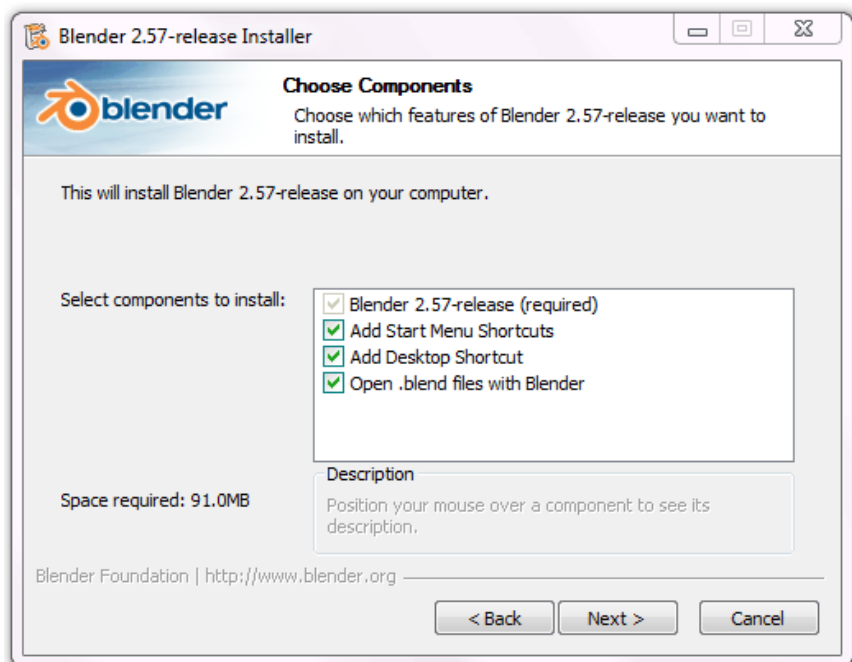 Blender 2.57-release Installer
blender
Choose Components
Choose which features of Blender 2.57-release you want to
install.
This will install Blender 2.57-release on your computer.
Select components to install:
Blender 2.57-release (required)
Add Start Menu Shortcuts
Add Desktop Shortcut
Open .blend files with Blender
Space required: 91.0MB
Description
Position your mouse over a component to see its
description.
Blender Foundation | http://www.blender.org
< Back
Next >
Cancel